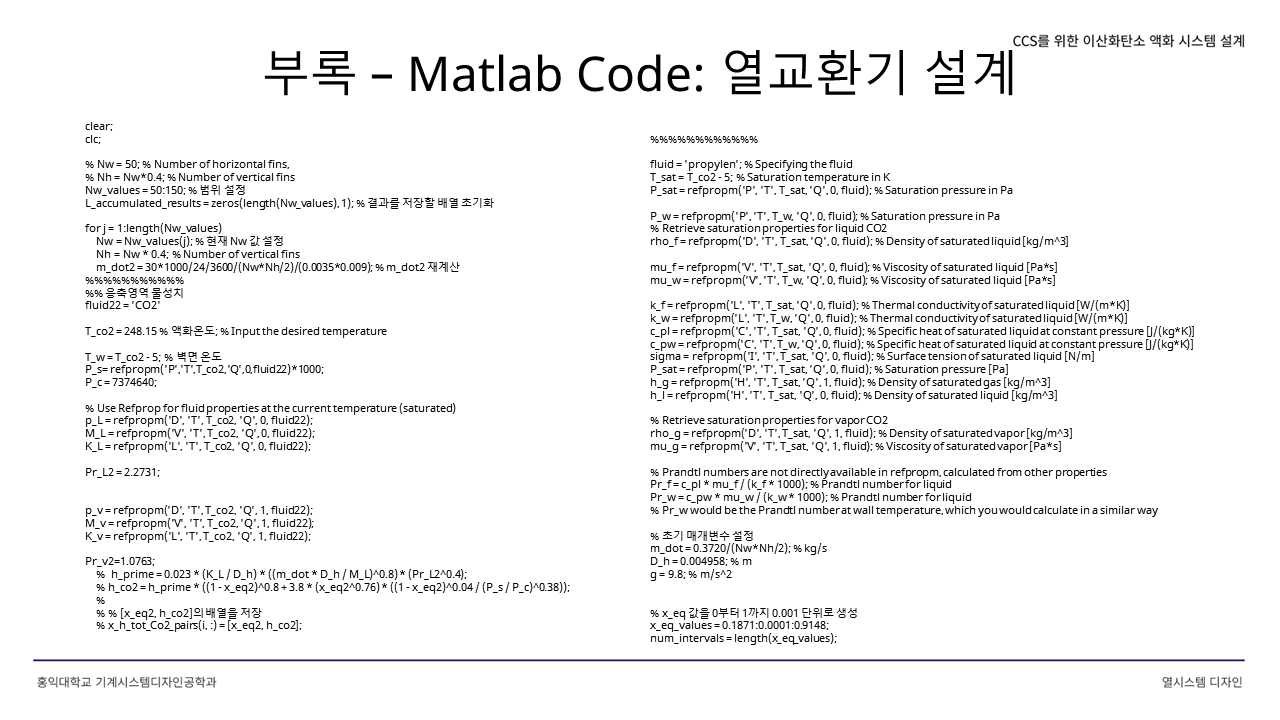 CCS를 위한 이산화탄소 액화 시스템 설계
부록 – Matlab Code: 열교환기 설계
clear;
clc;
% Nw = 50; % Number of horizontal fins,
% Nh = Nw*0.4; % Number of vertical fins
Nw_values = 50:150; % 범위 설정
L_accumulated_results = zeros(length(Nw_values), 1); % 결과를 저장할 배열 초기화
for j = 1:length(Nw_values)
Nw = Nw_values(j); % 현재 Nw 값 설정
Nh = Nw * 0.4; % Number of vertical fins
m_dot2 = 30*1000/24/3600/(Nw*Nh/2)/(0.0035*0.009); % m_dot2 재계산
%%%%%%%%%%%
%% 응축영역 물성치
fluid22 = 'CO2'
T_co2 = 248.15 % 액화온도; % Input the desired temperature
T_w = T_co2 - 5; % 벽면 온도
P_s= refpropm('P','T',T_co2,'Q',0,fluid22)*1000;
P_c = 7374640;
% Use Refprop for fluid properties at the current temperature (saturated)
p_L = refpropm('D', 'T', T_co2, 'Q', 0, fluid22);
M_L = refpropm('V', 'T', T_co2, 'Q', 0, fluid22);
K_L = refpropm('L', 'T', T_co2, 'Q', 0, fluid22);
Pr_L2 = 2.2731;
p_v = refpropm('D', 'T', T_co2, 'Q', 1, fluid22);
M_v = refpropm('V', 'T', T_co2, 'Q', 1, fluid22);
K_v = refpropm('L', 'T', T_co2, 'Q', 1, fluid22);
Pr_v2=1.0763;
% h_prime = 0.023 * (K_L / D_h) * ((m_dot * D_h / M_L)^0.8) * (Pr_L2^0.4);
% h_co2 = h_prime * ((1 - x_eq2)^0.8 + 3.8 * (x_eq2^0.76) * ((1 - x_eq2)^0.04 / (P_s / P_c)^0.38));
%
% % [x_eq2, h_co2]의 배열을 저장
% x_h_tot_Co2_pairs(i, :) = [x_eq2, h_co2];
%%%%%%%%%%%%
fluid = 'propylen'; % Specifying the fluid
T_sat = T_co2 - 5; % Saturation temperature in K
P_sat = refpropm('P', 'T', T_sat, 'Q', 0, fluid); % Saturation pressure in Pa
P_w = refpropm('P', 'T', T_w, 'Q', 0, fluid); % Saturation pressure in Pa
% Retrieve saturation properties for liquid CO2
rho_f = refpropm('D', 'T', T_sat, 'Q', 0, fluid); % Density of saturated liquid [kg/m^3]
mu_f = refpropm('V', 'T', T_sat, 'Q', 0, fluid); % Viscosity of saturated liquid [Pa*s]
mu_w = refpropm('V', 'T', T_w, 'Q', 0, fluid); % Viscosity of saturated liquid [Pa*s]
k_f = refpropm('L', 'T', T_sat, 'Q', 0, fluid); % Thermal conductivity of saturated liquid [W/(m*K)]
k_w = refpropm('L', 'T', T_w, 'Q', 0, fluid); % Thermal conductivity of saturated liquid [W/(m*K)]
c_pl = refpropm('C', 'T', T_sat, 'Q', 0, fluid); % Specific heat of saturated liquid at constant pressure [J/(kg*K)]
c_pw = refpropm('C', 'T', T_w, 'Q', 0, fluid); % Specific heat of saturated liquid at constant pressure [J/(kg*K)]
sigma = refpropm('I', 'T', T_sat, 'Q', 0, fluid); % Surface tension of saturated liquid [N/m]
P_sat = refpropm('P', 'T', T_sat, 'Q', 0, fluid); % Saturation pressure [Pa]
h_g = refpropm('H', 'T', T_sat, 'Q', 1, fluid); % Density of saturated gas [kg/m^3]
h_l = refpropm('H', 'T', T_sat, 'Q', 0, fluid); % Density of saturated liquid [kg/m^3]
% Retrieve saturation properties for vapor CO2
rho_g = refpropm('D', 'T', T_sat, 'Q', 1, fluid); % Density of saturated vapor [kg/m^3]
mu_g = refpropm('V', 'T', T_sat, 'Q', 1, fluid); % Viscosity of saturated vapor [Pa*s]
% Prandtl numbers are not directly available in refpropm, calculated from other properties
Pr_f = c_pl * mu_f / (k_f * 1000); % Prandtl number for liquid
Pr_w = c_pw * mu_w / (k_w * 1000); % Prandtl number for liquid
% Pr_w would be the Prandtl number at wall temperature, which you would calculate in a similar way
% 초기 매개변수 설정
m_dot = 0.3720/(Nw*Nh/2); % kg/s
D_h = 0.004958; % m
g = 9.8; % m/s^2
% x_eq 값을 0부터 1까지 0.001 단위로 생성
x_eq_values = 0.1871:0.0001:0.9148;
num_intervals = length(x_eq_values);
홍익대학교 기계시스템디자인공학과
열시스템 디자인